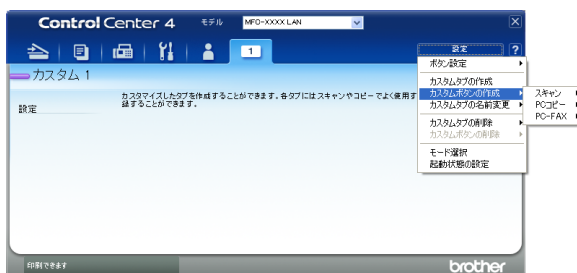 Control Center 4 モデル MFC-XXXX LAN
1 設定 ?
カスタム 1
設定
カスタマイズしたタブを作成することができます。各タブにはスキャンやコピーでよく使用す
録することができます。
ボタン設定
カスタムタブの作成
カスタムボタンの作成
カスタムタブの名前変更
カスタムタブの削除
カスタムボタンの削除
モード選択
起動状態の設定
スキャン
PCコピー
PC-FAX
印刷できます
brother